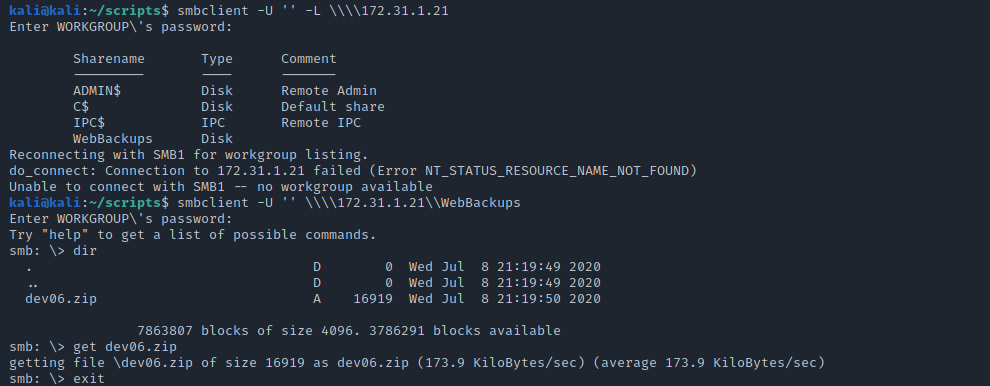 kali@kali:~/scripts$ smbclient -U '' -L \\\\172.31.1.21
Enter WORKGROUP\'s password:
Sharename       Type      Comment
---------       ----      -------
ADMIN$          Disk      Remote Admin
C$              Disk      Default share
IPC$            IPC       Remote IPC
WebBackups      Disk
Reconnecting with SMB1 for workgroup listing.
do_connect: Connection to 172.31.1.21 failed (Error NT_STATUS_RESOURCE_NAME_NOT_FOUND)
Unable to connect with SMB1 -- no workgroup available
kali@kali:~/scripts$ smbclient -U '' \\\\172.31.1.21\\WebBackups
Enter WORKGROUP\'s password:
Try "help" to get a list of possible commands.
smb: \> dir
.                                   D        0  Wed Jul  8 21:19:49 2020
..                                  D        0  Wed Jul  8 21:19:49 2020
dev06.zip                           A    16919  Wed Jul  8 21:19:50 2020
7863807 blocks of size 4096. 3786291 blocks available
smb: \> get dev06.zip
getting file \dev06.zip of size 16919 as dev06.zip (173.9 KiloBytes/sec) (average 173.9 KiloBytes/sec)
smb: \> exit